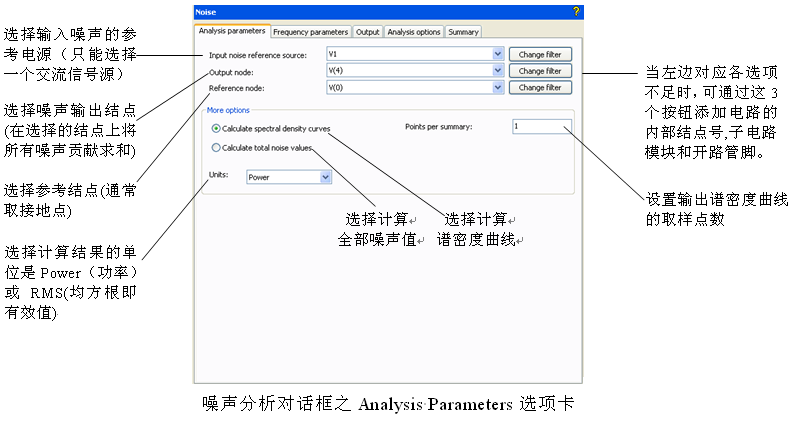 选择输入噪声的参
考电源（只能选择
一个交流信号源）
选择噪声输出结点
(在选择的结点上将
所有噪声贡献求和)
选择参考结点(通常
取接地点)
选择计算结果的单
位是 Power（功率）
或 RMS(均方根即
有效值)
Noise
?
Analysis parameters Frequency parameters Output Analysis options Summary
Input noise reference source: V1 Change filter
Output node: V(4) Change filter
Reference node: V(0) Change filter
More options
Calculate spectral density curves Points per summary: 1
Calculate total noise values
Units: Power
选择计算
全部噪声值
选择计算
谱密度曲线
当左边对应各选项
不足时,可通过这 3
个按钮添加电路的
内部结点号,子电路
模块和开路管脚。
设置输出谱密度曲线
的取样点数
噪声分析对话框之 Analysis Parameters 选项卡